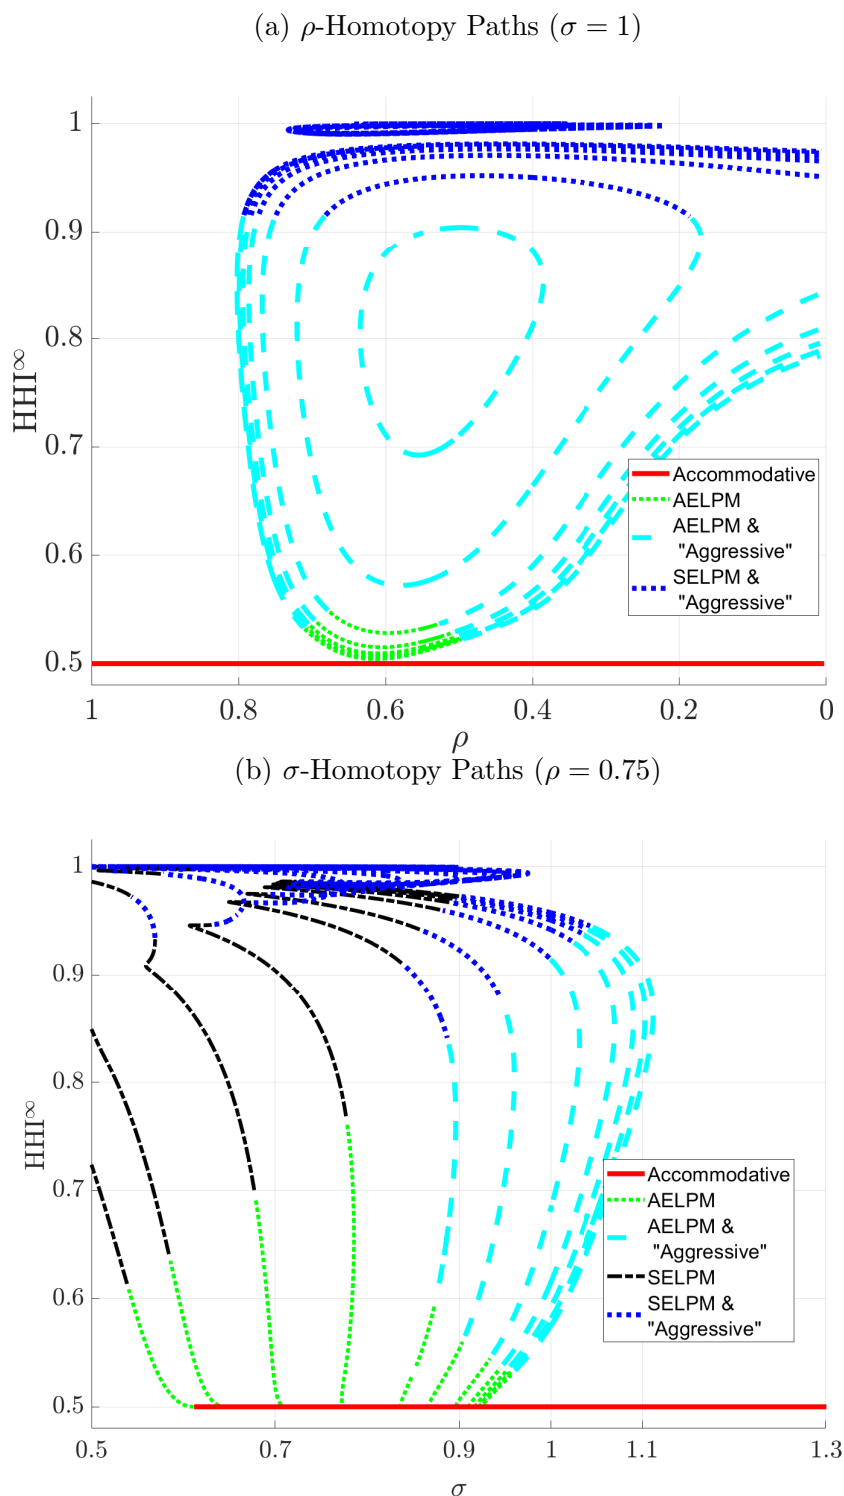 (a) ρ-Homotopy Paths (σ = 1)
1
0.9
0.8
0.7
0.6
0.5
HHI∞
Accommodative
AELPM
AELPM &
"Aggressive"
SELPM &
"Aggressive"
1 0.8 0.6 0.4 0.2 0
ρ
(b) σ-Homotopy Paths (ρ = 0.75)
1
0.9
0.8
0.7
0.6
0.5
HHI∞
Accommodative
AELPM
AELPM &
"Aggressive"
SELPM
SELPM &
"Aggressive"
0.5 0.7 0.9 1 1.1 1.3
σ